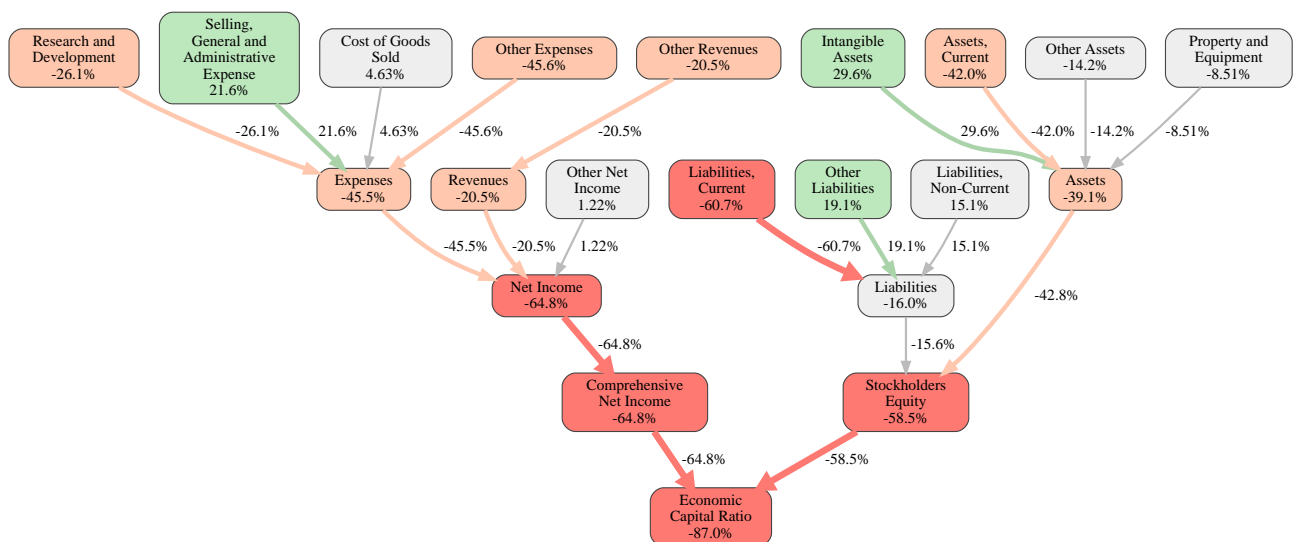 Research and
Development
-26.1%
Selling,
General and
Administrative
Expense
21.6%
Cost of Goods
Sold
4.63%
Other Expenses
-45.6%
Other Revenues
-20.5%
Intangible
Assets
29.6%
Assets,
Current
-42.0%
Other Assets
-14.2%
Property and
Equipment
-8.51%
-26.1%
21.6%
4.63%
-45.6%
-20.5%
29.6%
-42.0%
-14.2%
-8.51%
Expenses
-45.5%
Revenues
-20.5%
Other Net
Income
1.22%
Liabilities,
Current
-60.7%
Other
Liabilities
19.1%
Liabilities,
Non-Current
15.1%
Assets
-39.1%
-45.5%
-20.5%
1.22%
-60.7%
19.1%
15.1%
Net Income
-64.8%
Liabilities
-16.0%
-42.8%
-64.8%
-15.6%
Comprehensive
Net Income
-64.8%
Stockholders
Equity
-58.5%
-64.8%
-58.5%
Economic
Capital Ratio
-87.0%